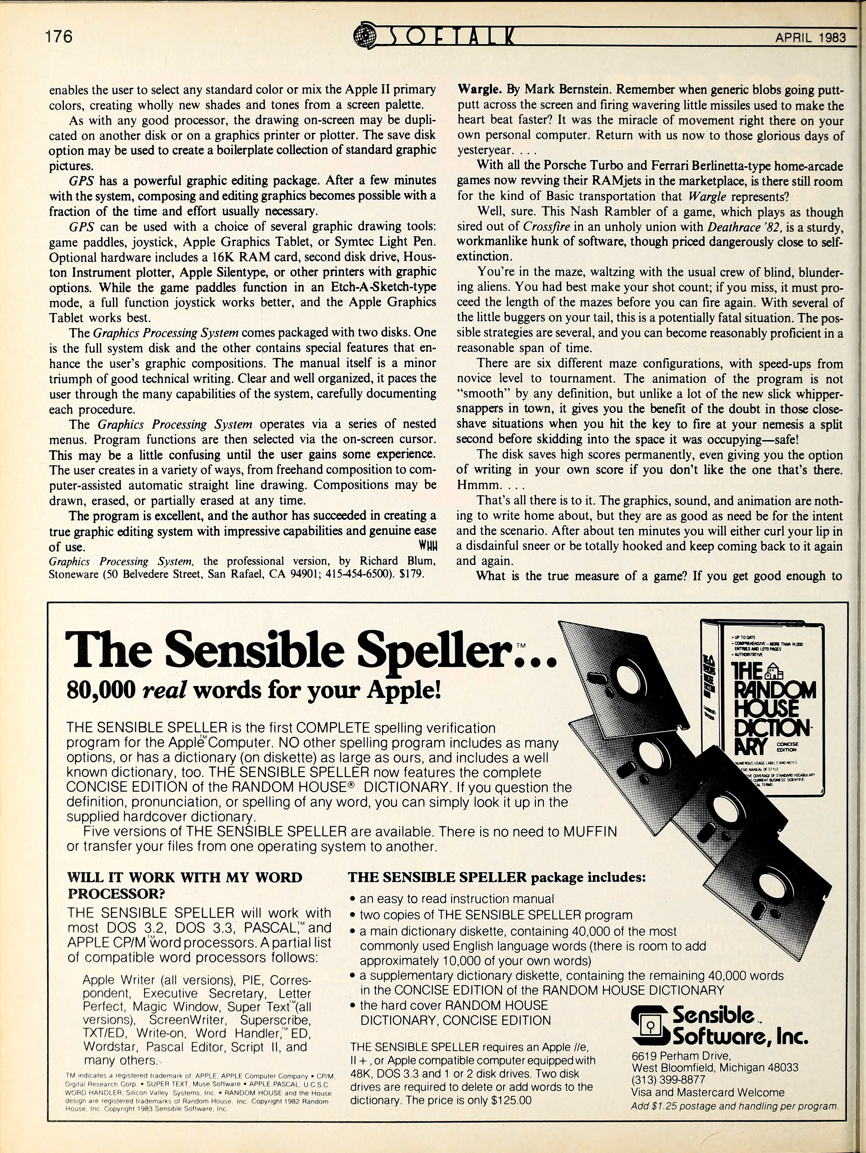 176
SOFTALK
APRIL 1983
enables the user to select any standard color or mix the Apple II primary
colors, creating wholly new shades and tones from a screen palette.
As with any good processor, the drawing on-screen may be dupli-
cated on another disk or on a graphics printer or plotter. The save disk
option may be used to create a boilerplate collection of standard graphic
pictures.
GPS has a powerful graphic editing package. After a few minutes
with the system, composing and editing graphics becomes possible with a
fraction of the time and effort usually necessary.
GPS can be used with a choice of several graphic drawing tools:
game paddles, joystick, Apple Graphics Tablet, or Symtec Light Pen.
Optional hardware includes a 16K RAM card, second disk drive, Hous-
ton Instrument plotter, Apple Silentype, or other printers with graphic
options. While the game paddles function in an Etch-A-Sketch-type
mode, a full function joystick works better, and the Apple Graphics
Tablet works best.
The Graphics Processing System comes packaged with two disks. One
is the full system disk and the other contains special features that en-
hance the user's graphic compositions. The manual itself is a minor
triumph of good technical writing. Clear and well organized, it paces the
user through the many capabilities of the system, carefully documenting
each procedure.
The Graphics Processing System operates via a series of nested
menus. Program functions are then selected via the on-screen cursor.
This may be a little confusing until the user gains some experience.
The user creates in a variety of ways, from freehand composition to com-
puter-assisted automatic straight line drawing. Compositions may be
drawn, erased, or partially erased at any time.
The program is excellent, and the author has succeeded in creating a
true graphic editing system with impressive capabilities and genuine ease
of use. WHH
Graphics Processing System, the professional version, by Richard Blum,
Stoneware (50 Belvedere Street, San Rafael, CA 94901; 415-454-6500). $179.
Wargle. By Mark Bernstein. Remember when generic blobs going putt-
putt across the screen and firing wavering little missiles used to make the
heart beat faster? It was the miracle of movement right there on your
own personal computer. Return with us now to those glorious days of
yesteryear. . . .
With all the Porsche Turbo and Ferrari Berlinetta-type home-arcade
games now revving their RAMjets in the marketplace, is there still room
for the kind of Basic transportation that Wargle represents?
Well, sure. This Nash Rambler of a game, which plays as though
sired out of Crossfire in an unholy union with Deathrace '82, is a sturdy,
workmanlike hunk of software, though priced dangerously close to self-
extinction.
You're in the maze, waltzing with the usual crew of blind, blunder-
ing aliens. You had best make your shot count; if you miss, it must pro-
ceed the length of the mazes before you can fire again. With several of
the little buggers on your tail, this is a potentially fatal situation. The pos-
sible strategies are several, and you can become reasonably proficient in a
reasonable span of time.
There are six different maze configurations, with speed-ups from
novice level to tournament. The animation of the program is not
"smooth" by any definition, but unlike a lot of the new slick whipper-
snappers in town, it gives you the benefit of the doubt in those close-
shave situations when you hit the key to fire at your nemesis a split
second before skidding into the space it was occupying—safe!
The disk saves high scores permanently, even giving you the option
of writing in your own score if you don't like the one that's there.
Hmmm. . . .
That's all there is to it. The graphics, sound, and animation are noth-
ing to write home about, but they are as good as need be for the intent
and the scenario. After about ten minutes you will either curl your lip in
a disdainful sneer or be totally hooked and keep coming back to it again
and again.
What is the true measure of a game? If you get good enough to
The Sensible Speller™...
80,000 real words for your Apple!
THE SENSIBLE SPELLER is the first COMPLETE spelling verification
program for the Apple™ Computer. NO other spelling program includes as many
options, or has a dictionary (on diskette) as large as ours, and includes a well
known dictionary, too. THE SENSIBLE SPELLER now features the complete
CONCISE EDITION of the RANDOM HOUSE® DICTIONARY. If you question the
definition, pronunciation, or spelling of any word, you can simply look it up in the
supplied hardcover dictionary.
Five versions of THE SENSIBLE SPELLER are available. There is no need to MUFFIN
or transfer your files from one operating system to another.
• UP TO DATE
• COMPREHENSIVE – MORE THAN
ENTRIES AND PAGES
• AUTHORITATIVE
THE
RANDOM
HOUSE
DICTION-
ARY CONCISE
EDITION
WILL IT WORK WITH MY WORD
PROCESSOR?
THE SENSIBLE SPELLER will work with
most DOS 3.2, DOS 3.3, PASCAL,™ and
APPLE CP/M™ word processors. A partial list
of compatible word processors follows:
Apple Writer (all versions), PIE, Corres-
pondent, Executive Secretary, Letter
Perfect, Magic Window, Super Text™ (all
versions), ScreenWriter, Superscribe,
TXT/ED, Write-on, Word Handler,™ ED,
Wordstar, Pascal Editor, Script II, and
many others.
TM indicates a registered trademark of: APPLE, APPLE Computer Company • CP/M,
Digital Research Corp. • SUPER TEXT, Muse Software • APPLE PASCAL, U.C.S.C.
WORD HANDLER, Silicon Valley Systems, Inc. • RANDOM HOUSE and the House
design are registered trademarks of Random House, Inc. Copyright 1982 Random
House, Inc. Copyright 1983 Sensible Software, Inc.
THE SENSIBLE SPELLER package includes:
• an easy to read instruction manual
• two copies of THE SENSIBLE SPELLER program
• a main dictionary diskette, containing 40,000 of the most
commonly used English language words (there is room to add
approximately 10,000 of your own words)
• a supplementary dictionary diskette, containing the remaining 40,000 words
in the CONCISE EDITION of the RANDOM HOUSE DICTIONARY
• the hard cover RANDOM HOUSE
DICTIONARY, CONCISE EDITION
THE SENSIBLE SPELLER requires an Apple //e,
II +, or Apple compatible computer equipped with
48K, DOS 3.3 and 1 or 2 disk drives. Two disk
drives are required to delete or add words to the
dictionary. The price is only $125.00
Sensible™
Software, Inc.
6619 Perham Drive,
West Bloomfield, Michigan 48033
(313) 399-8877
Visa and Mastercard Welcome
Add $1.25 postage and handling per program.